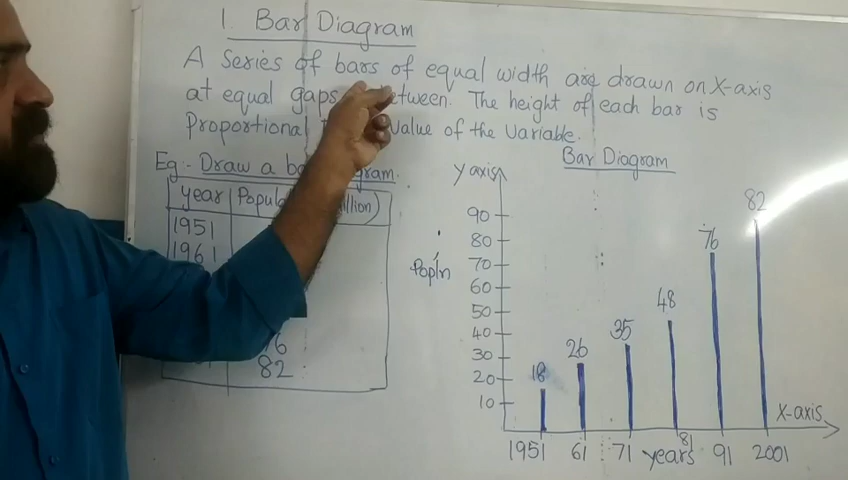 1. Bar Diagram
A Series of bars of equal width are drawn on X-axis
at equal gaps between. The height of each bar is
Proportional Value of the Variable.
Eg:- Draw a diagram.
Bar Diagram
year
1951
1961
82
Y axis
90
80
70
60
50
40
30
20
10
Popln
18
26
35
48
76
82
X-axis
1951 61 71 81 91 2001
years